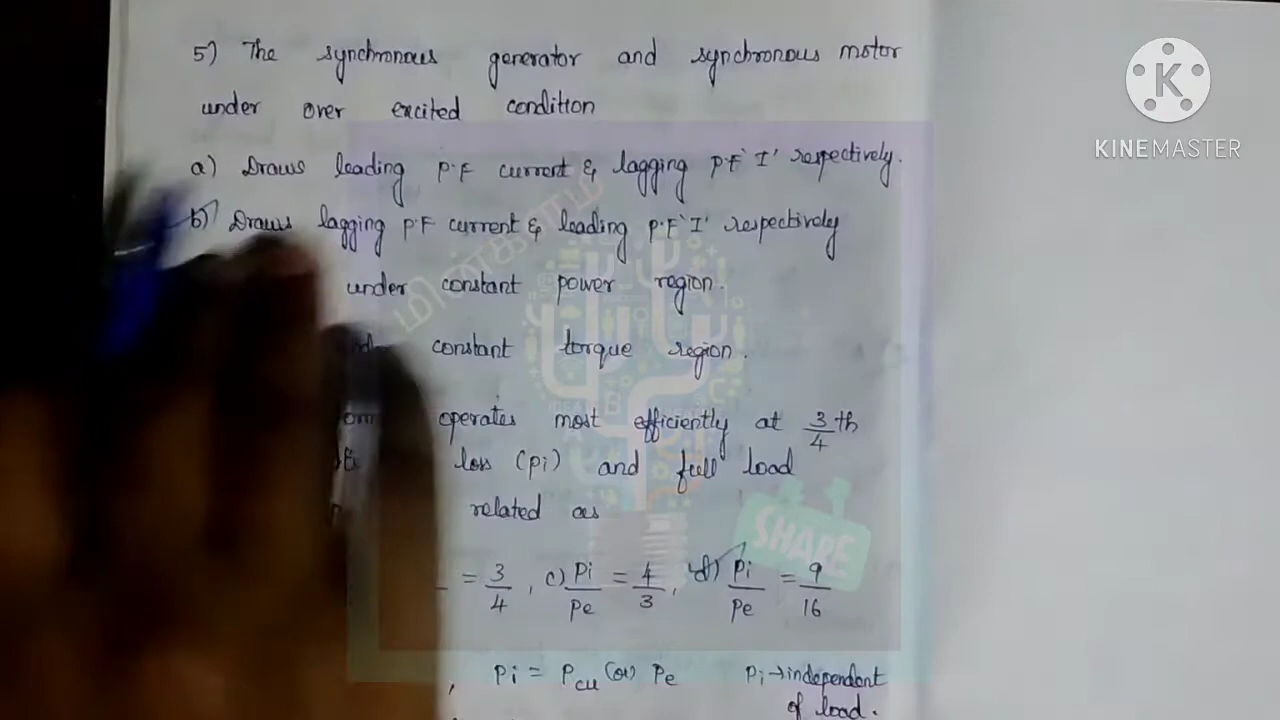 5) The synchronous generator and synchronous motor
under over excited condition
a) Draws leading P.F current & lagging P.F 'I' respectively.
b) Draws lagging P.F current & leading P.F 'I' respectively
under constant power region.
constant torque region.
operates most efficiently at 3/4 th
loss (Pi) and full load
related as
= 3/4 , c) Pi/Pe = 4/3 , d) Pi/Pe = 9/16
, Pi = Pcu (or) Pe Pi → independent
of load.
மின்காமம்
SHARE
K
KINEMASTER